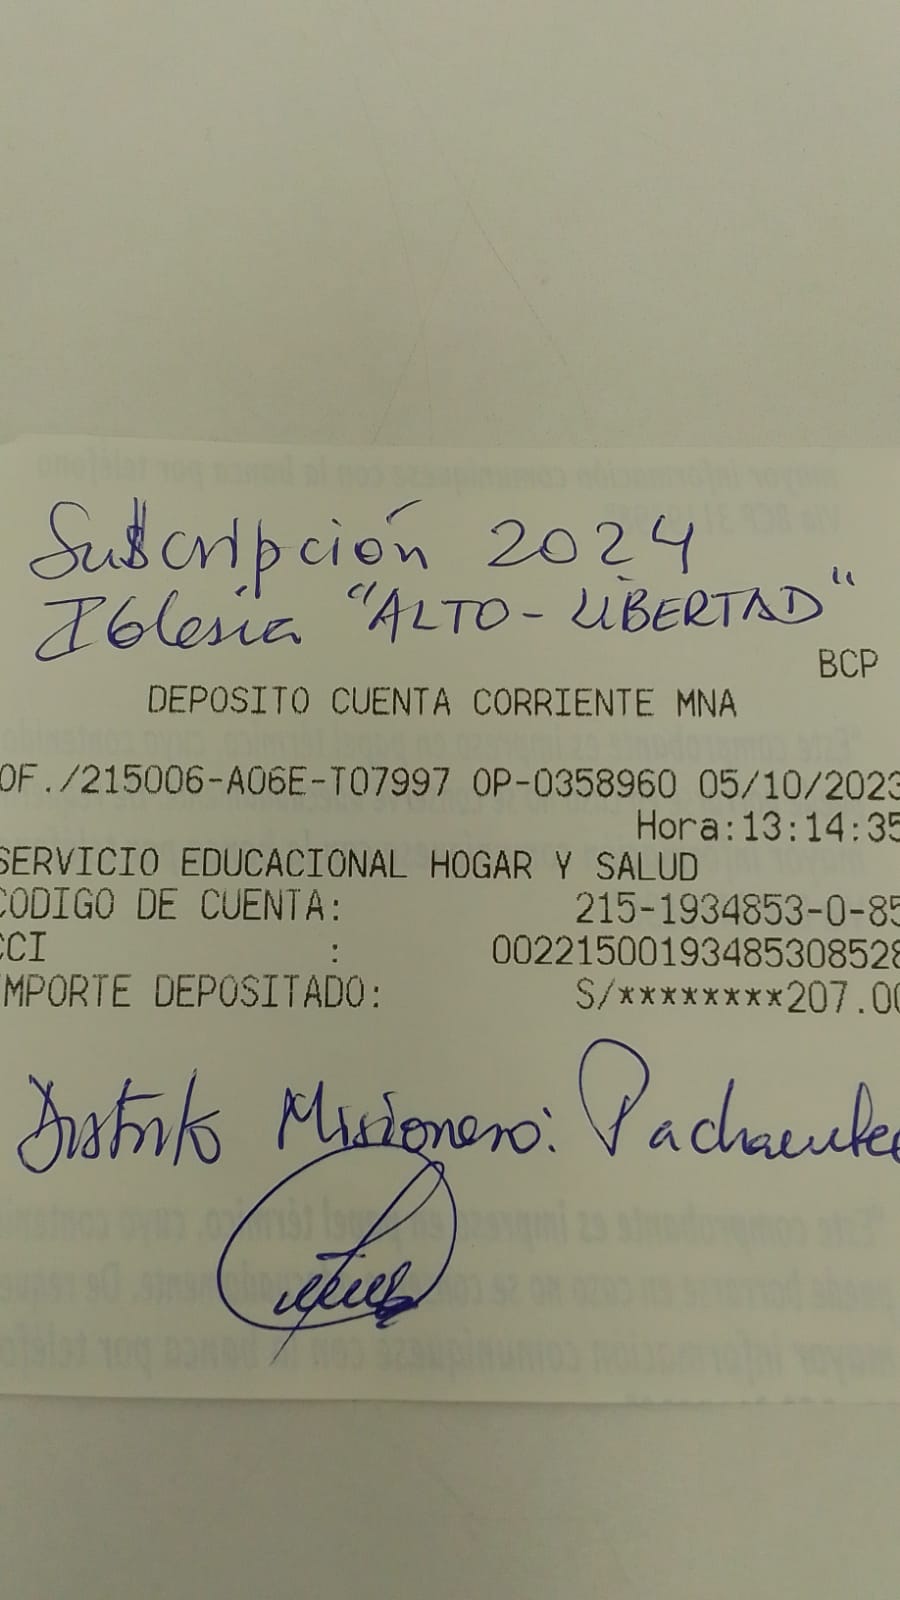 Suscripción 2024
Iglesia "ALTO-LIBERTAD"
BCP
DEPOSITO CUENTA CORRIENTE MNA
OF./215006-A06E-T07997 OP-0358960 05/10/2023
Hora:13:14:35
SERVICIO EDUCACIONAL HOGAR Y SALUD
CODIGO DE CUENTA: 215-1934853-0-85
CCI : 00221500193485308528
IMPORTE DEPOSITADO: S/********207.00
Distrito Misionero: Pachacutec